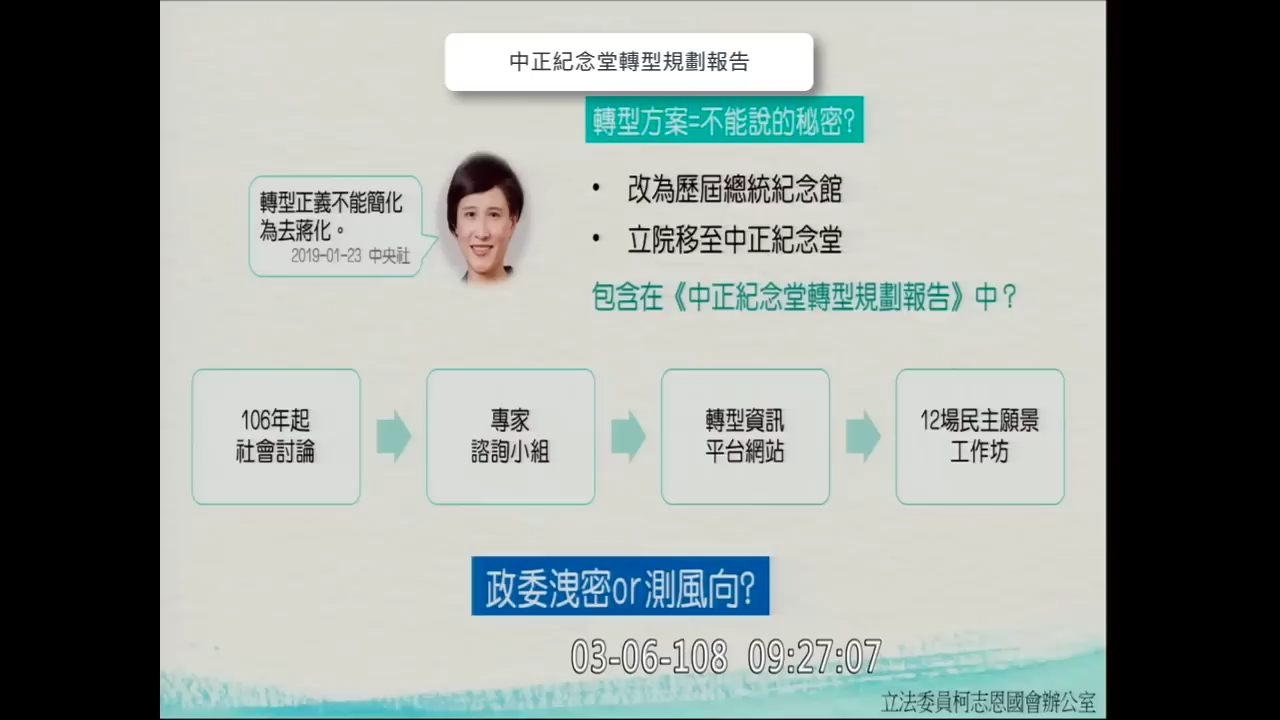 中正紀念堂轉型規劃報告
轉型方案=不能說的秘密?
轉型正義不能簡化
為去蔣化。
2019-01-23 中央社
• 改為歷屆總統紀念館
• 立院移至中正紀念堂
包含在《中正紀念堂轉型規劃報告》中？
106年起
社會討論
專家
諮詢小組
轉型資訊
平台網站
12場民主願景
工作坊
政委洩密or測風向?
03-06-108 09:27:07
立法委員柯志恩國會辦公室